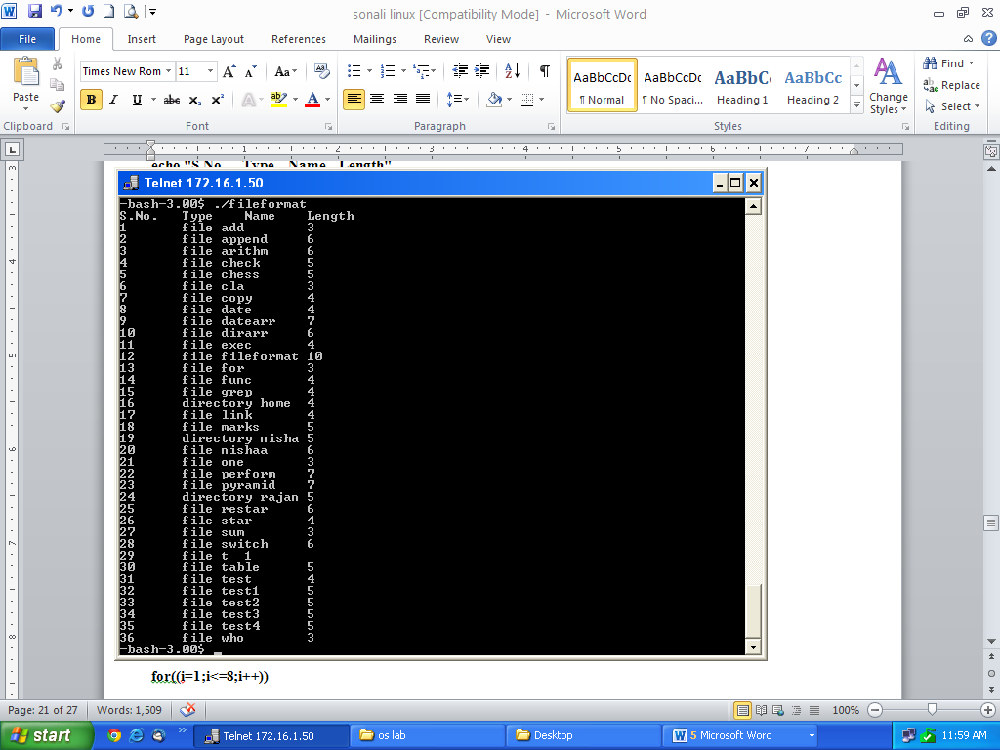 sonali linux [Compatibility Mode] - Microsoft Word
File Home Insert Page Layout References Mailings Review View
Times New Rom 11 Aa
Paste B I U abc x₂ x² A ab A
AaBbCcDc AaBbCcDc AaBbC AaBbCc
¶ Normal ¶ No Spaci... Heading 1 Heading 2
Change Styles
Find
Replace
Select
Clipboard Font Paragraph Styles Editing
1 2 3 4 5 6 7
echo "S.No. Type Name Length"
Telnet 172.16.1.50
-bash-3.00$ ./fileformat
S.No. Type Name Length
1 file add 3
2 file append 6
3 file arithm 6
4 file check 5
5 file chess 5
6 file cla 3
7 file copy 4
8 file date 4
9 file datearr 7
10 file dirarr 6
11 file exec 4
12 file fileformat 10
13 file for 3
14 file func 4
15 file grep 4
16 directory home 4
17 file link 4
18 file marks 5
19 directory nisha 5
20 file nishaa 6
21 file one 3
22 file perform 7
23 file pyramid 7
24 directory rajan 5
25 file restar 6
26 file star 4
27 file sum 3
28 file switch 6
29 file t 1
30 file table 5
31 file test 4
32 file test1 5
33 file test2 5
34 file test3 5
35 file test4 5
36 file who 3
-bash-3.00$ _
for((i=1;i<=8;i++))
Page: 21 of 27 Words: 1,509 100%
start Telnet 172.16.1.50 os lab Desktop 5 Microsoft Word 11:59 AM